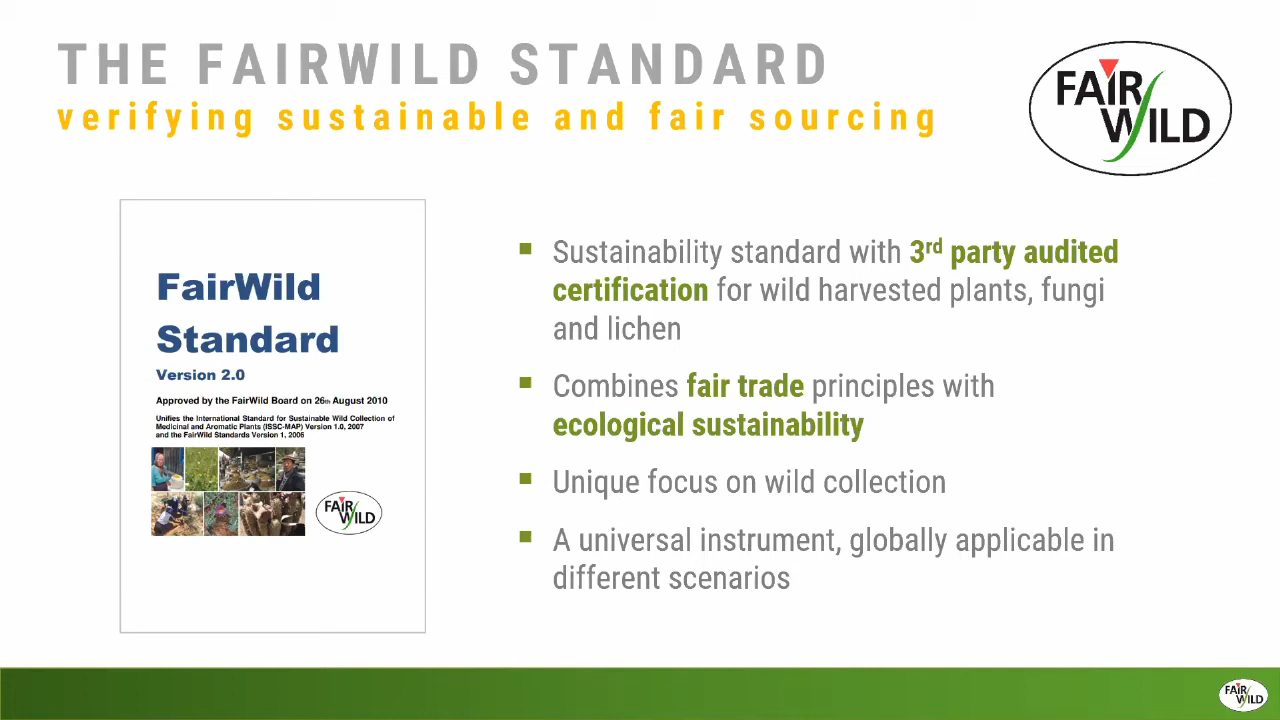 THE FAIRWILD STANDARD
verifying sustainable and fair sourcing
FAIR
WILD
FairWild
Standard
Version 2.0
Approved by the FairWild Board on 26th August 2010
Unifies the International Standard for Sustainable Wild Collection of
Medicinal and Aromatic Plants (ISSC-MAP) Version 1.0, 2007
and the FairWild Standards Version 1, 2006
FAIR
WILD
Sustainability standard with 3rd party audited
certification for wild harvested plants, fungi
and lichen
Combines fair trade principles with
ecological sustainability
Unique focus on wild collection
A universal instrument, globally applicable in
different scenarios
FAIR
WILD